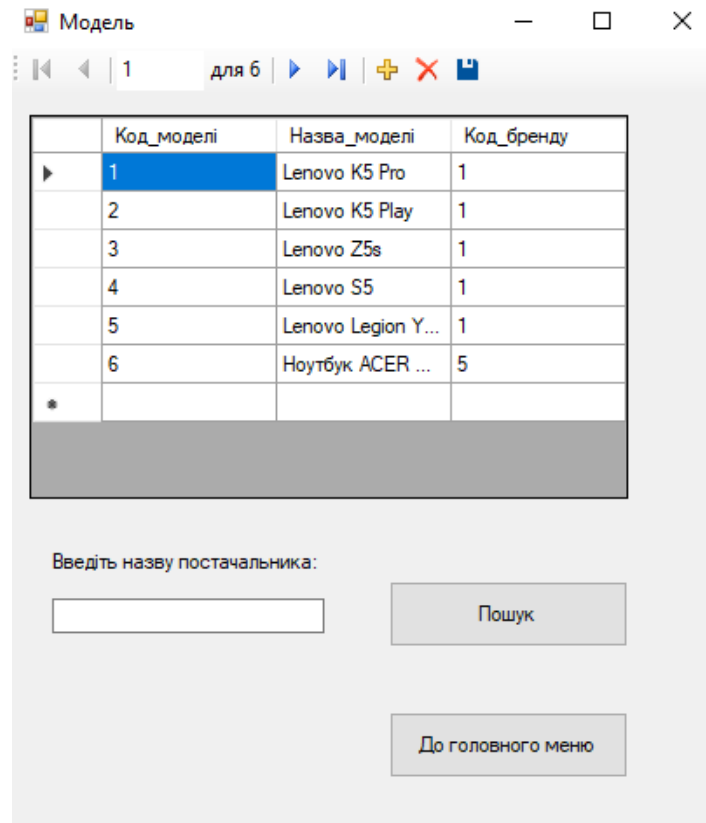 Модель
1 для 6
Код_моделі Назва_моделі Код_бренду
1 Lenovo K5 Pro 1
2 Lenovo K5 Play 1
3 Lenovo Z5s 1
4 Lenovo S5 1
5 Lenovo Legion Y... 1
6 Ноутбук ACER ... 5
Введіть назву постачальника:
Пошук
До головного меню